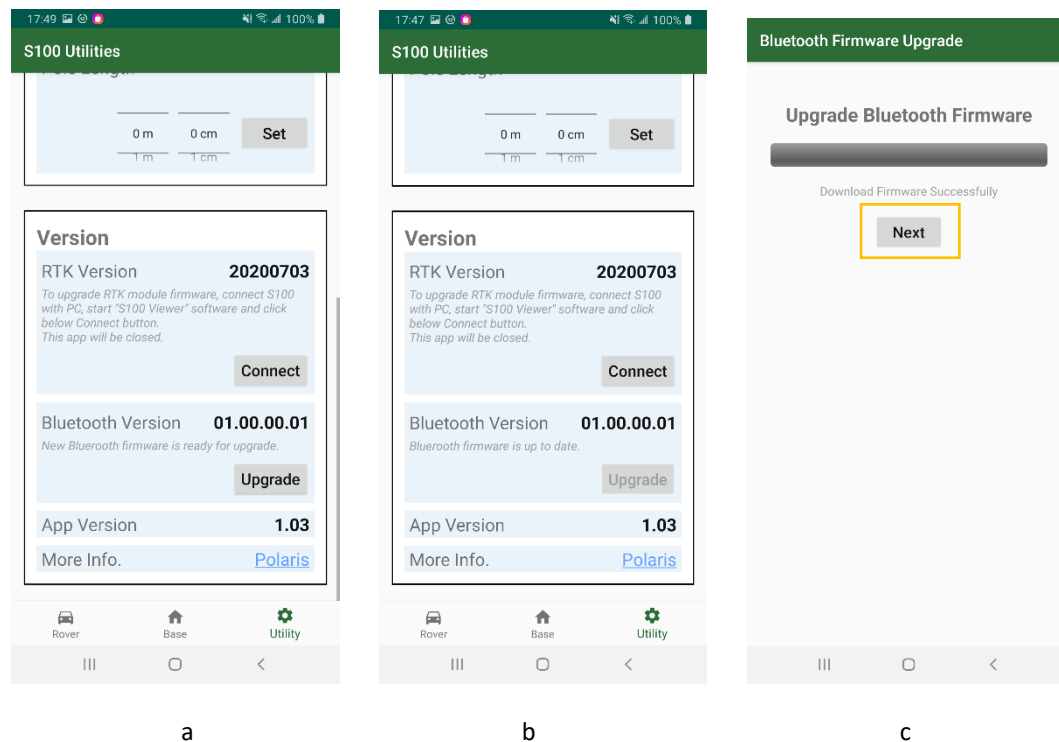 17:49 100%
S100 Utilities
0 m 0 cm Set
1 m 1 cm
Version
RTK Version 20200703
To upgrade RTK module firmware, connect S100
with PC, start "S100 Viewer" software and click
below Connect button.
This app will be closed.
Connect
Bluetooth Version 01.00.00.01
New Bluerooth firmware is ready for upgrade.
Upgrade
App Version 1.03
More Info. Polaris
Rover Base Utility
a
17:47 100%
S100 Utilities
0 m 0 cm Set
1 m 1 cm
Version
RTK Version 20200703
To upgrade RTK module firmware, connect S100
with PC, start "S100 Viewer" software and click
below Connect button.
This app will be closed.
Connect
Bluetooth Version 01.00.00.01
Bluerooth firmware is up to date.
Upgrade
App Version 1.03
More Info. Polaris
Rover Base Utility
b
Bluetooth Firmware Upgrade
Upgrade Bluetooth Firmware
Download Firmware Successfully
Next
c